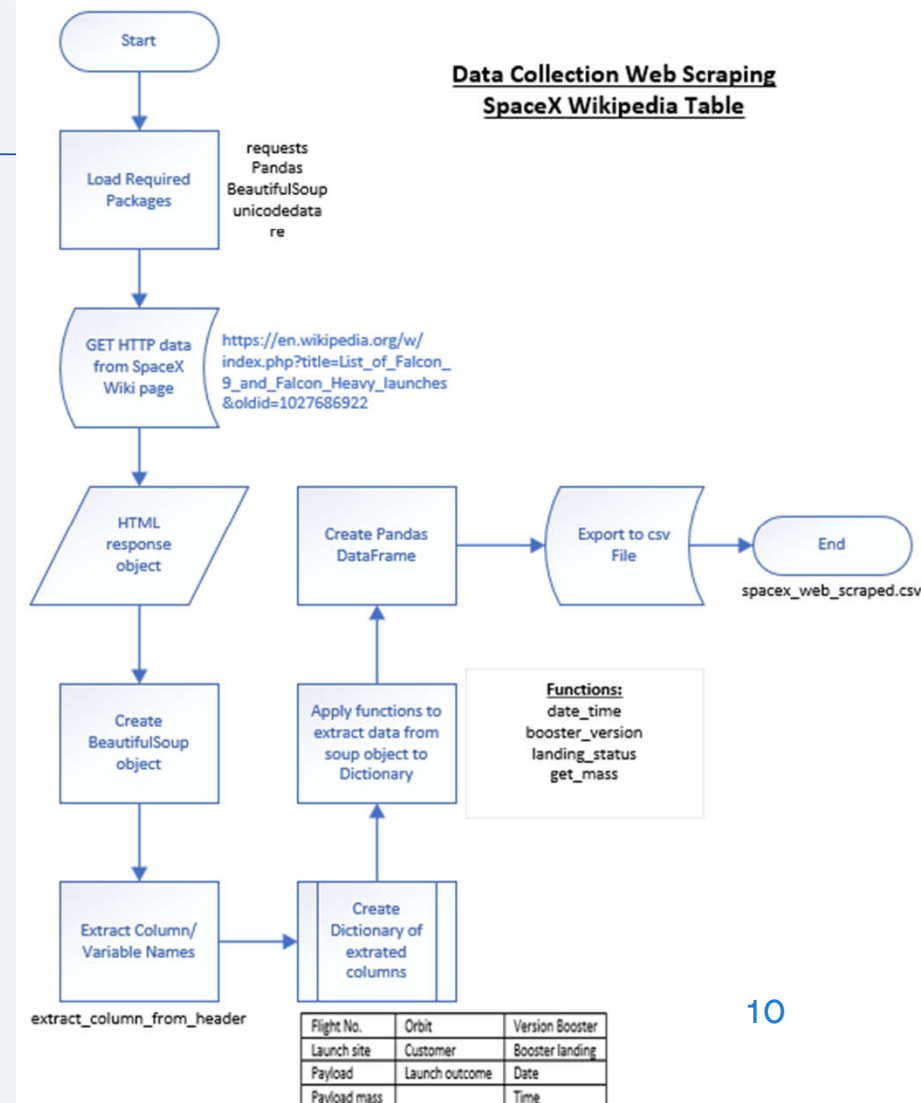 Start
Data Collection Web Scraping
SpaceX Wikipedia Table
Load Required
Packages
requests
Pandas
BeautifulSoup
unicodedata
re
GET HTTP data
from SpaceX
Wiki page
https://en.wikipedia.org/w/
index.php?title=List_of_Falcon_
9_and_Falcon_Heavy_launches
&oldid=1027686922
HTML
response
object
Create Pandas
DataFrame
Export to csv
File
End
spacex_web_scraped.csv
Create
BeautifulSoup
object
Apply functions to
extract data from
soup object to
Dictionary
Functions:
date_time
booster_version
landing_status
get_mass
Extract Column/
Variable Names
extract_column_from_header
Create
Dictionary of
extrated
columns
10
Flight No. Orbit Version Booster
Launch site Customer Booster landing
Payload Launch outcome Date
Payload mass Time